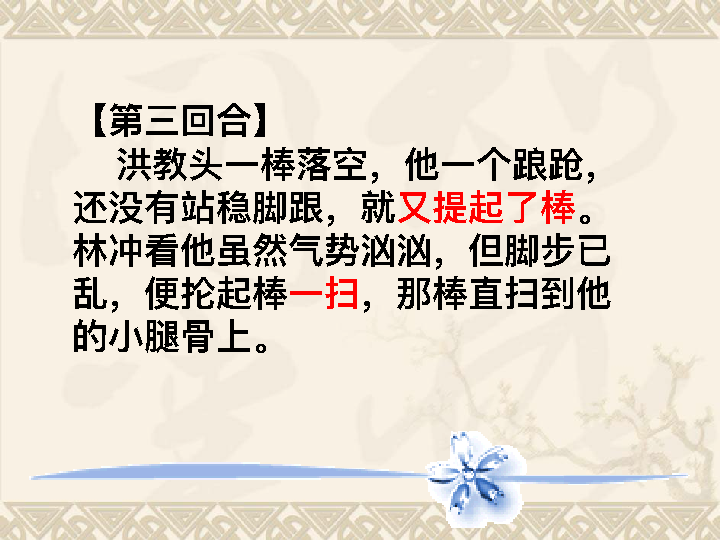 【第三回合】
洪教头一棒落空，他一个踉跄，
还没有站稳脚跟，就又提起了棒。
林冲看他虽然气势汹汹，但脚步已
乱，便抡起棒一扫，那棒直扫到他
的小腿骨上。